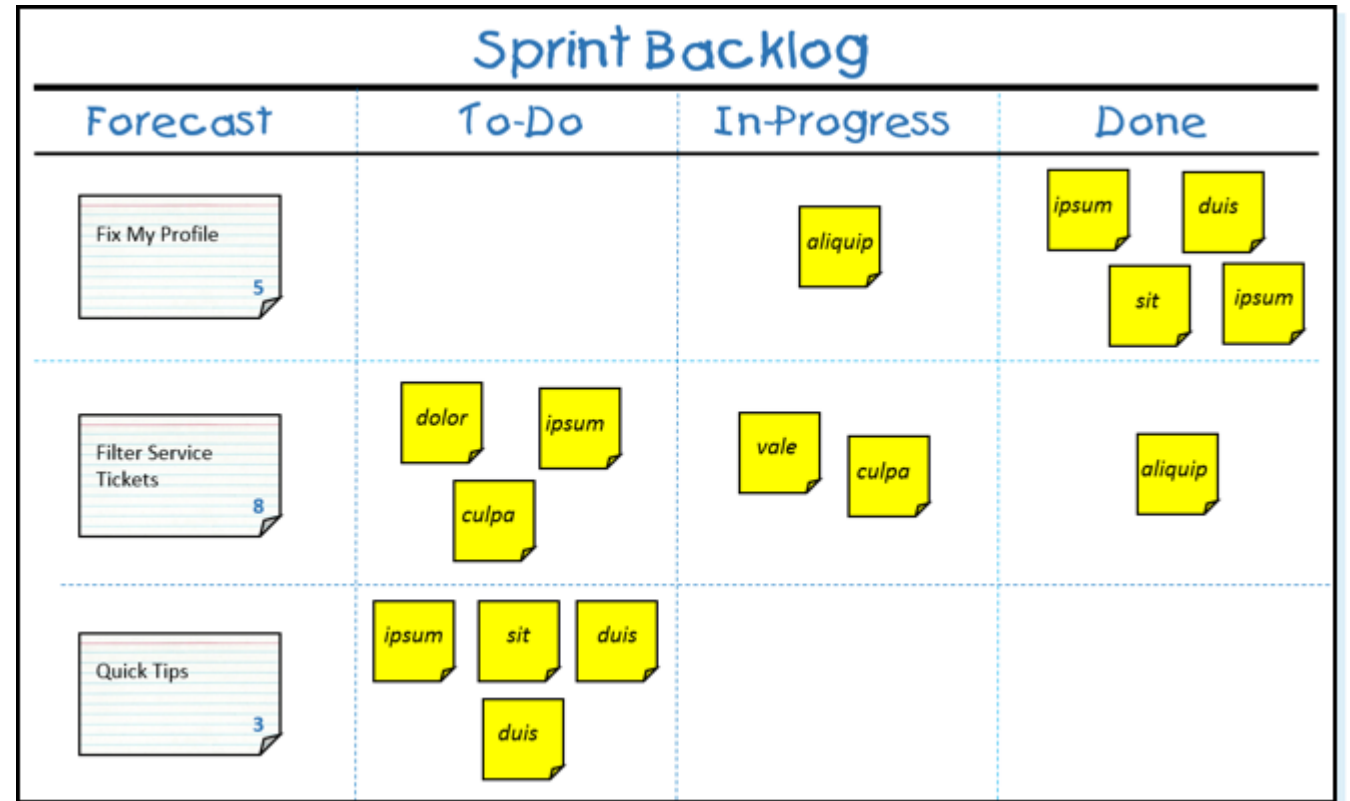 Sprint Backlog
Forecast To-Do In-Progress Done
Fix My Profile
5
aliquip
ipsum duis
sit ipsum
Filter Service
Tickets
8
dolor ipsum
culpa
vale culpa
aliquip
Quick Tips
3
ipsum sit duis
duis